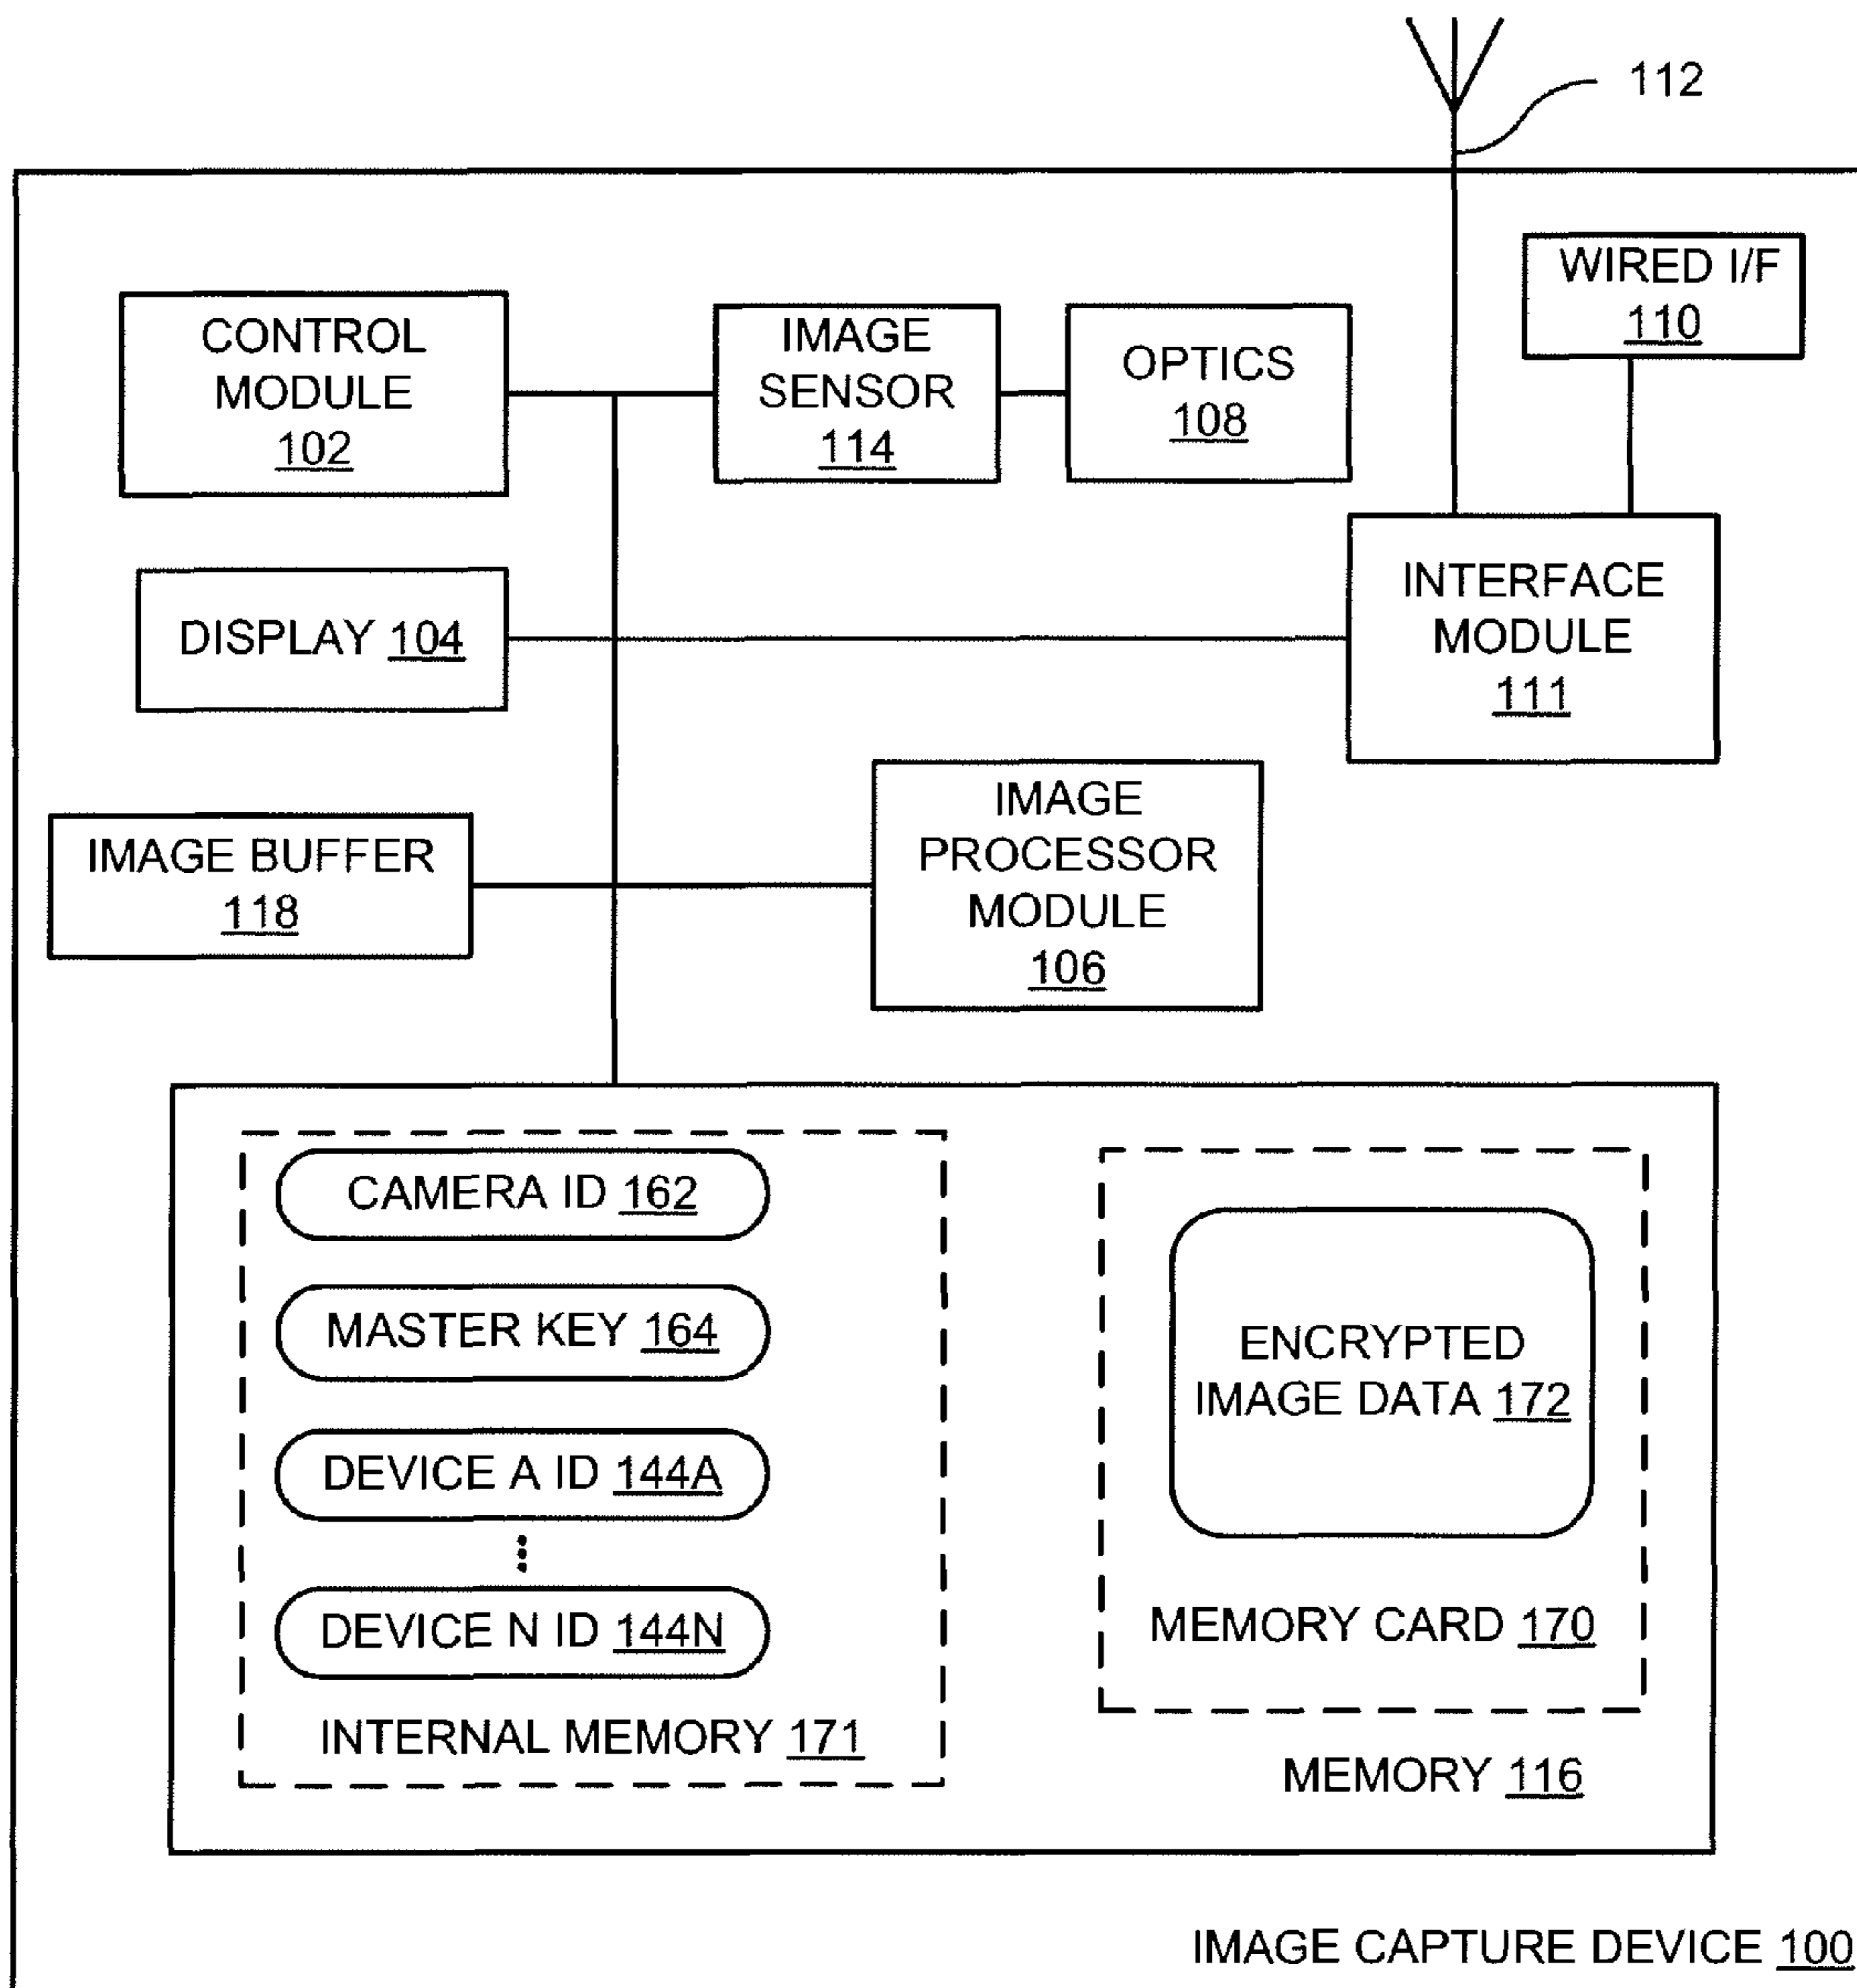 112
WIRED I/F
110
CONTROL
MODULE
102
IMAGE
SENSOR
114
OPTICS
108
DISPLAY 104
INTERFACE
MODULE
111
IMAGE BUFFER
118
IMAGE
PROCESSOR
MODULE
106
CAMERA ID 162
MASTER KEY 164
DEVICE A ID 144A
DEVICE N ID 144N
INTERNAL MEMORY 171
ENCRYPTED
IMAGE DATA 172
MEMORY CARD 170
MEMORY 116
IMAGE CAPTURE DEVICE 100